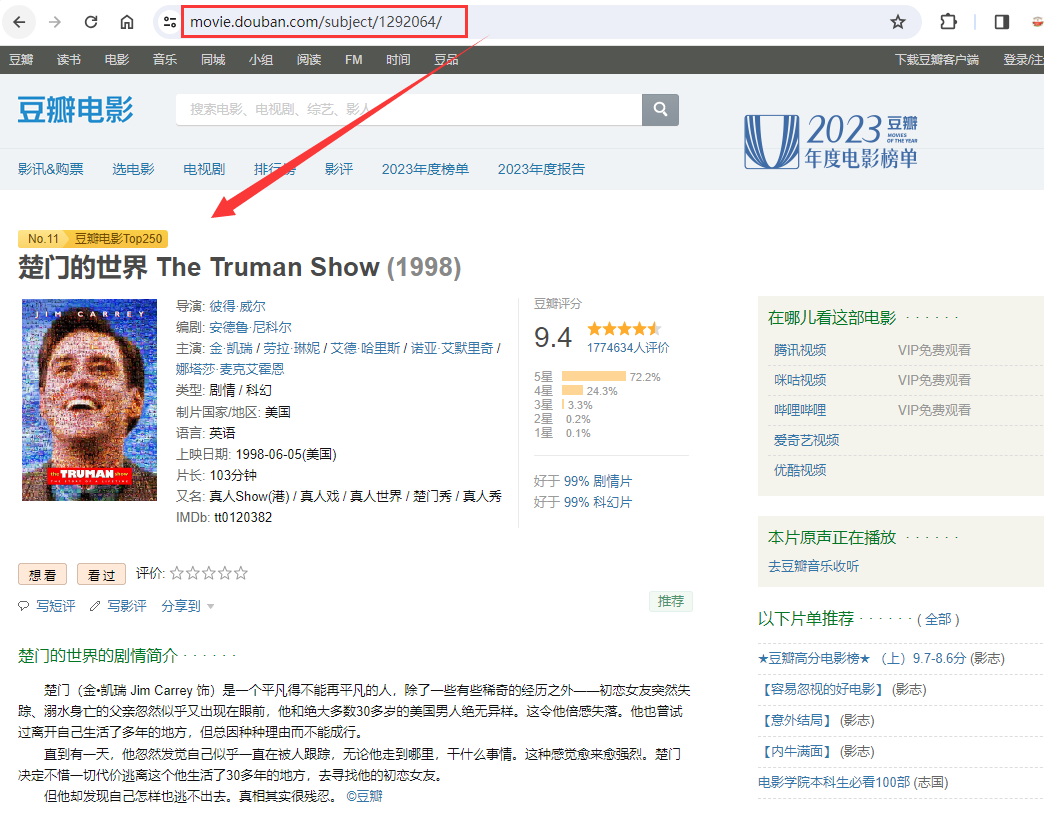 movie.douban.com/subject/1292064/
豆瓣 读书 电影 音乐 同城 小组 阅读 FM 时间 豆品 下载豆瓣客户端 登录/注
豆瓣电影
搜索电影、电视剧、综艺、影人
2023 豆瓣
MOVIES OF THE YEAR
年度电影榜单
影讯&购票 选电影 电视剧 排行榜 影评 2023年度榜单 2023年度报告
No.11 豆瓣电影Top250
楚门的世界 The Truman Show (1998)
JIM CARREY
THE TRUMAN show
导演: 彼得·威尔
编剧: 安德鲁·尼科尔
主演: 金·凯瑞 / 劳拉·琳妮 / 艾德·哈里斯 / 诺亚·艾默里奇 /
娜塔莎·麦克艾霍恩
类型: 剧情 / 科幻
制片国家/地区: 美国
语言: 英语
上映日期: 1998-06-05(美国)
片长: 103分钟
又名: 真人Show(港) / 真人戏 / 真人世界 / 楚门秀 / 真人秀
IMDb: tt0120382
豆瓣评分
9.4
1774634人评价
5星 72.2%
4星 24.3%
3星 3.3%
2星 0.2%
1星 0.1%
好于 99% 剧情片
好于 99% 科幻片
在哪儿看这部电影 · · · · · ·
腾讯视频 VIP免费观看
咪咕视频 VIP免费观看
哔哩哔哩 VIP免费观看
爱奇艺视频
优酷视频
本片原声正在播放 · · · · · ·
去豆瓣音乐收听
想看 看过 评价:
写短评 写影评 分享到
推荐
以下片单推荐 · · · · · · ( 全部 )
★豆瓣高分电影榜★ （上）9.7-8.6分 (影志)
【容易忽视的好电影】 (影志)
【意外结局】 (影志)
【内牛满面】 (影志)
电影学院本科生必看100部 (志国)
楚门的世界的剧情简介 · · · · · ·
楚门（金•凯瑞 Jim Carrey 饰）是一个平凡得不能再平凡的人，除了一些有些稀奇的经历之外——初恋女友突然失
踪、溺水身亡的父亲忽然似乎又出现在眼前，他和绝大多数30多岁的美国男人绝无异样。这令他倍感失落。他也曾试
过离开自己生活了多年的地方，但总因种种理由而不能成行。
直到有一天，他忽然发觉自己似乎一直在被人跟踪，无论他走到哪里，干什么事情。这种感觉愈来愈强烈。楚门
决定不惜一切代价逃离这个他生活了30多年的地方，去寻找他的初恋女友。
但他却发现自己怎样也逃不出去。真相其实很残忍。 ©豆瓣